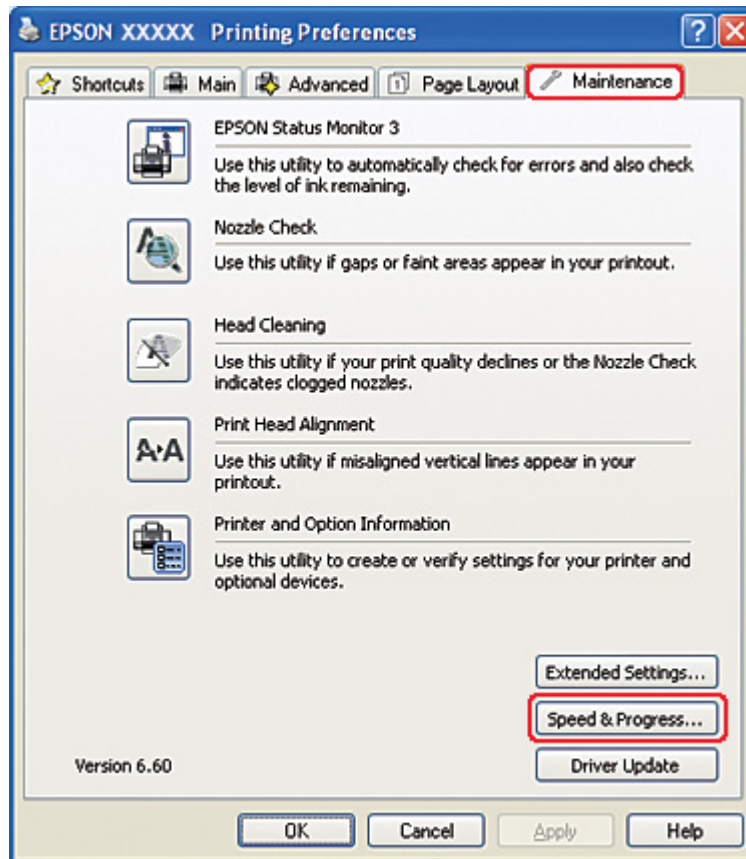 EPSON XXXXX Printing Preferences
Shortcuts Main Advanced Page Layout Maintenance
EPSON Status Monitor 3
Use this utility to automatically check for errors and also check
the level of ink remaining.
Nozzle Check
Use this utility if gaps or faint areas appear in your printout.
Head Cleaning
Use this utility if your print quality declines or the Nozzle Check
indicates clogged nozzles.
Print Head Alignment
Use this utility if misaligned vertical lines appear in your
printout.
Printer and Option Information
Use this utility to create or verify settings for your printer and
optional devices.
Extended Settings...
Speed & Progress...
Version 6.60 Driver Update
OK Cancel Apply Help